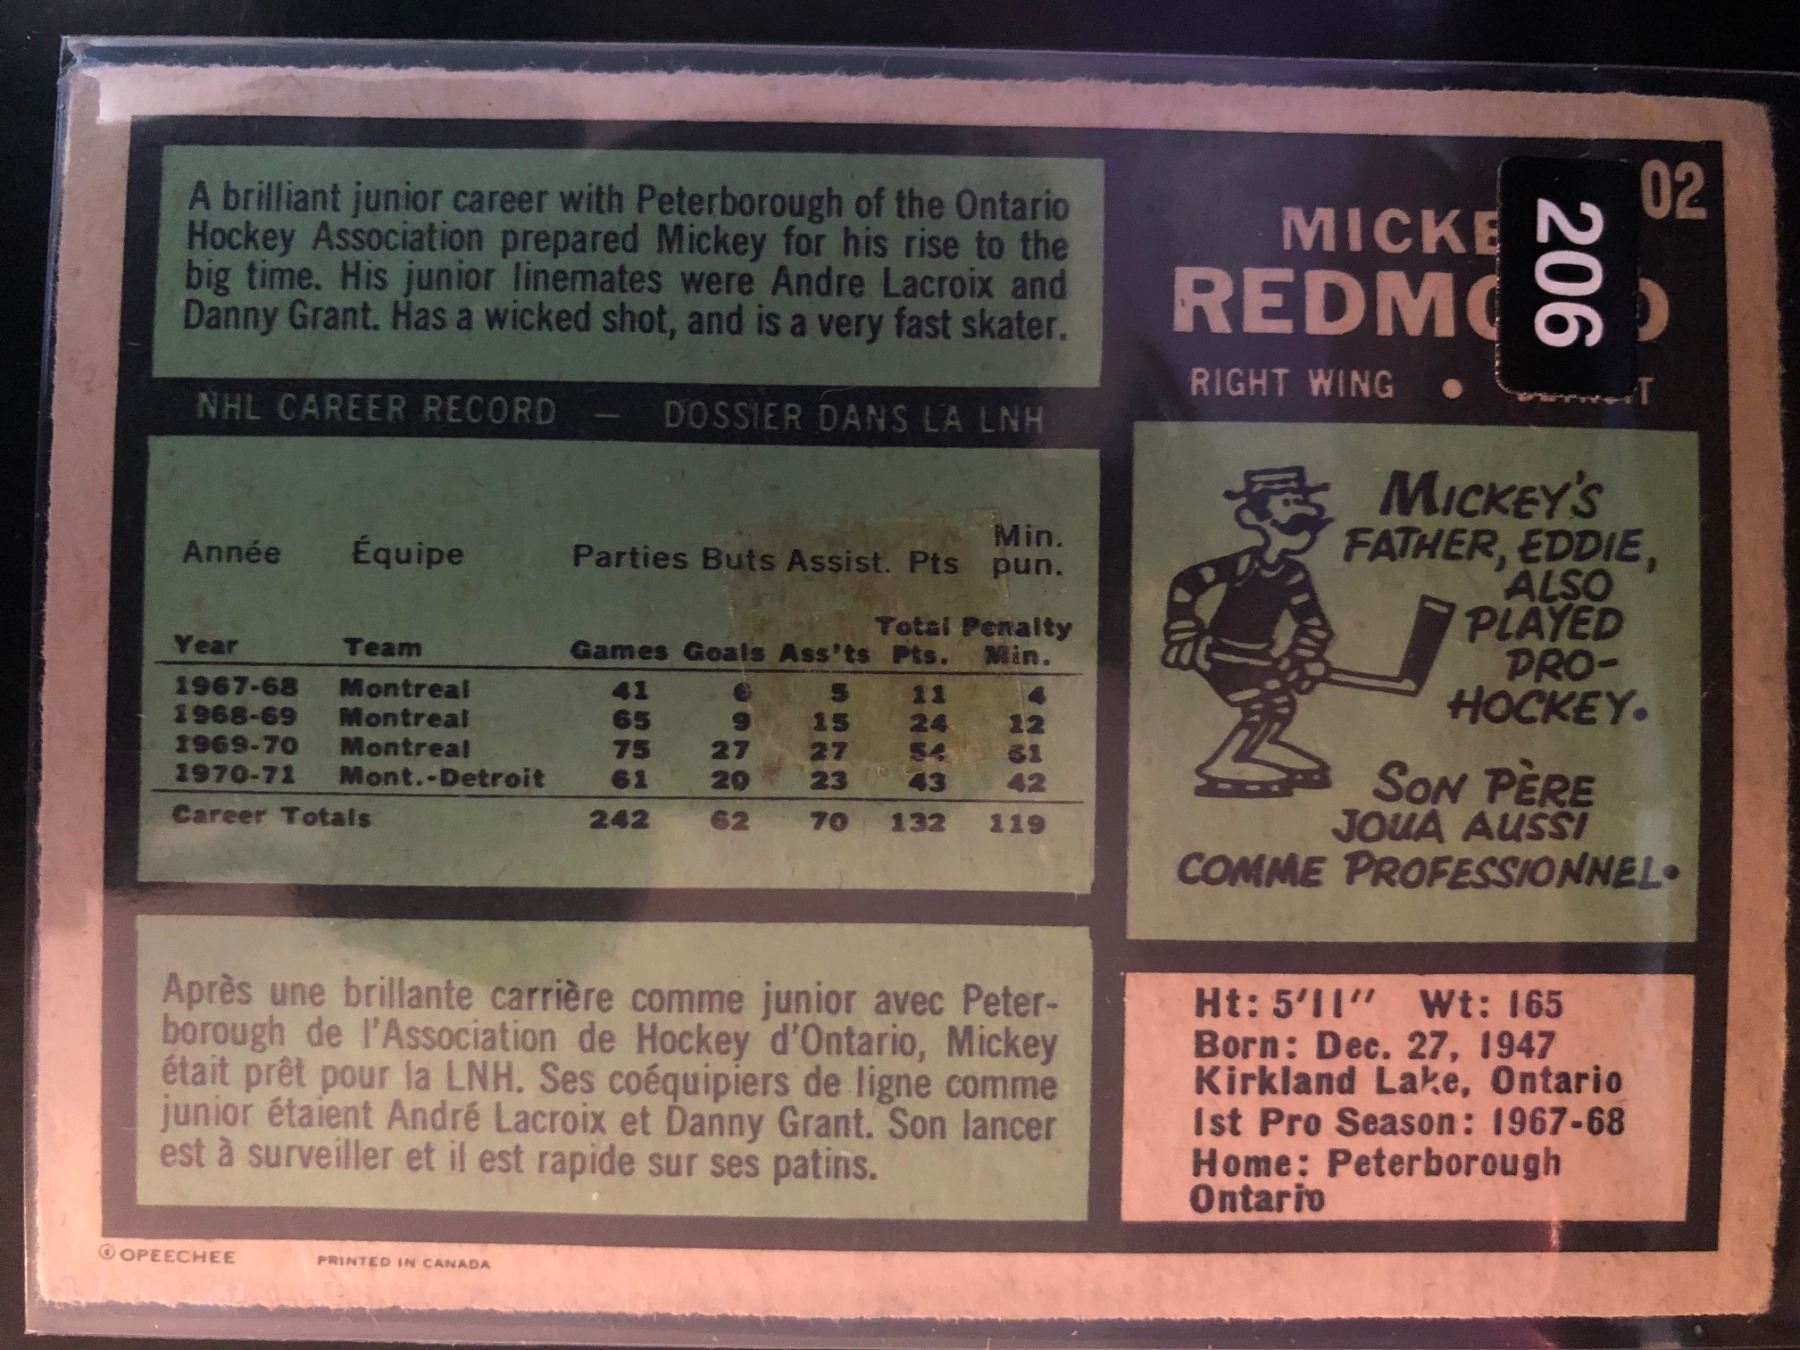 A brilliant junior career with Peterborough of the Ontario
Hockey Association prepared Mickey for his rise to the
big time. His junior linemates were Andre Lacroix and
Danny Grant. Has a wicked shot, and is a very fast skater.
02
206
RIGHT WING •
NHL CAREER RECORD — DOSSIER DANS LA LNH
Année Équipe Parties Buts Assist. Pts Min. pun.
Year Team Games Goals Ass'ts Total Pts. Penalty Min.
1967-68 Montreal 41 6 5 11 4
1968-69 Montreal 65 9 15 24 12
1969-70 Montreal 75 27 27 54 61
1970-71 Mont.-Detroit 61 20 23 43 42
Career Totals 242 62 70 132 119
MICKEY'S
FATHER, EDDIE,
ALSO
PLAYED
PRO-
HOCKEY.
SON PÈRE
JOUA AUSSI
COMME PROFESSIONNEL.
Après une brillante carrière comme junior avec Peter-
borough de l'Association de Hockey d'Ontario, Mickey
était prêt pour la LNH. Ses coéquipiers de ligne comme
junior étaient André Lacroix et Danny Grant. Son lancer
est à surveiller et il est rapide sur ses patins.
Ht: 5'11" Wt: 165
Born: Dec. 27, 1947
Kirkland Lake, Ontario
1st Pro Season: 1967-68
Home: Peterborough
Ontario
© OPEECHEE PRINTED IN CANADA